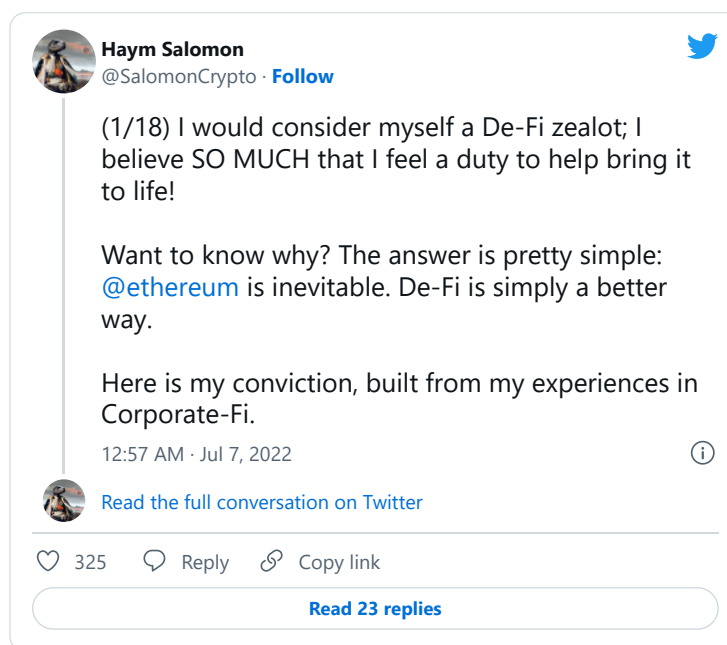 Haym Salomon
@SalomonCrypto · Follow
(1/18) I would consider myself a De-Fi zealot; I
believe SO MUCH that I feel a duty to help bring it
to life!
Want to know why? The answer is pretty simple:
@ethereum is inevitable. De-Fi is simply a better
way.
Here is my conviction, built from my experiences in
Corporate-Fi.
12:57 AM · Jul 7, 2022
Read the full conversation on Twitter
325 Reply Copy link
Read 23 replies